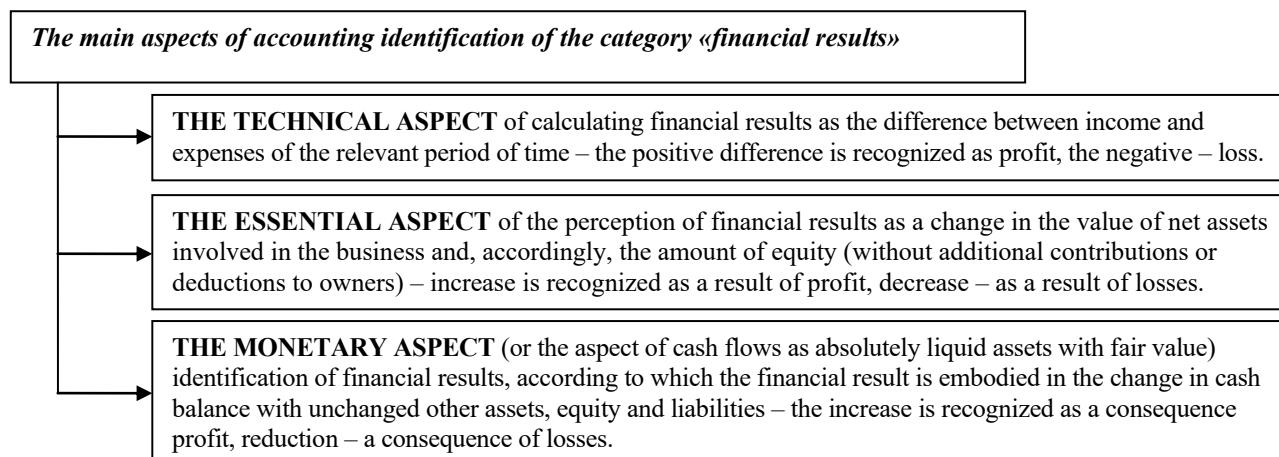 The main aspects of accounting identification of the category «financial results»
THE TECHNICAL ASPECT of calculating financial results as the difference between income and
expenses of the relevant period of time – the positive difference is recognized as profit, the negative – loss.
THE ESSENTIAL ASPECT of the perception of financial results as a change in the value of net assets
involved in the business and, accordingly, the amount of equity (without additional contributions or
deductions to owners) – increase is recognized as a result of profit, decrease – as a result of losses.
THE MONETARY ASPECT (or the aspect of cash flows as absolutely liquid assets with fair value)
identification of financial results, according to which the financial result is embodied in the change in cash
balance with unchanged other assets, equity and liabilities – the increase is recognized as a consequence
profit, reduction – a consequence of losses.